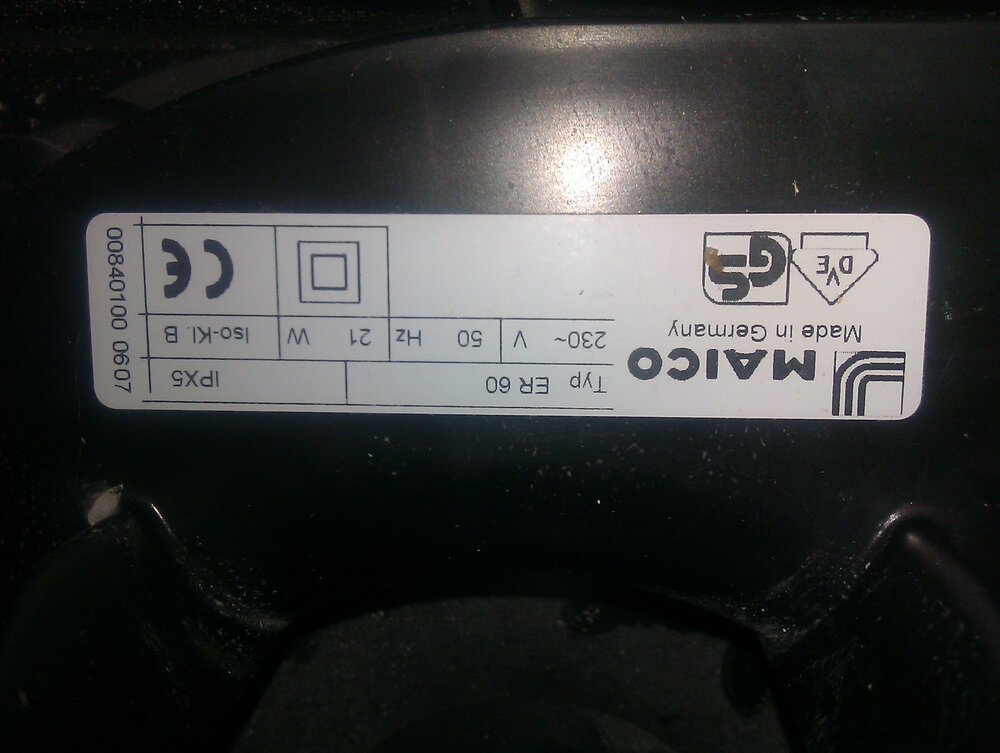 MAICO
Made in Germany
VDE
GS
Typ ER 60 IPX5
230~ V 50 Hz 21 W Iso-Kl. B
CE
00840100 0607